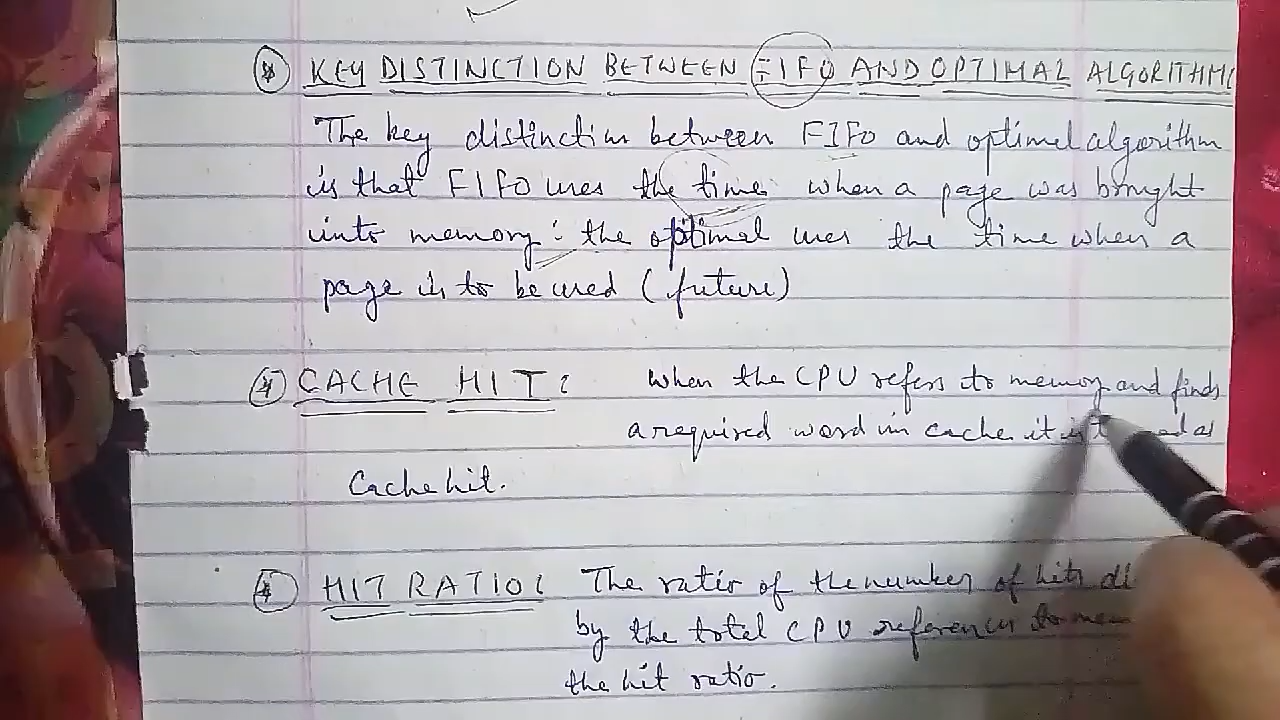 KEY DISTINCTION BETWEEN FIFO AND OPTIMAL ALGORITHM
The key distinction between FIFO and optimal algorithm
is that FIFO uses the time when a page was brought
into memory; the optimal uses the time when a
page is to be used (future)
CACHE HIT: When the CPU refers to memory and finds
a required word in cache it is as
Cache hit.
HIT RATIO: The ratio of the number of hits
by the total CPU references to
the hit ratio.